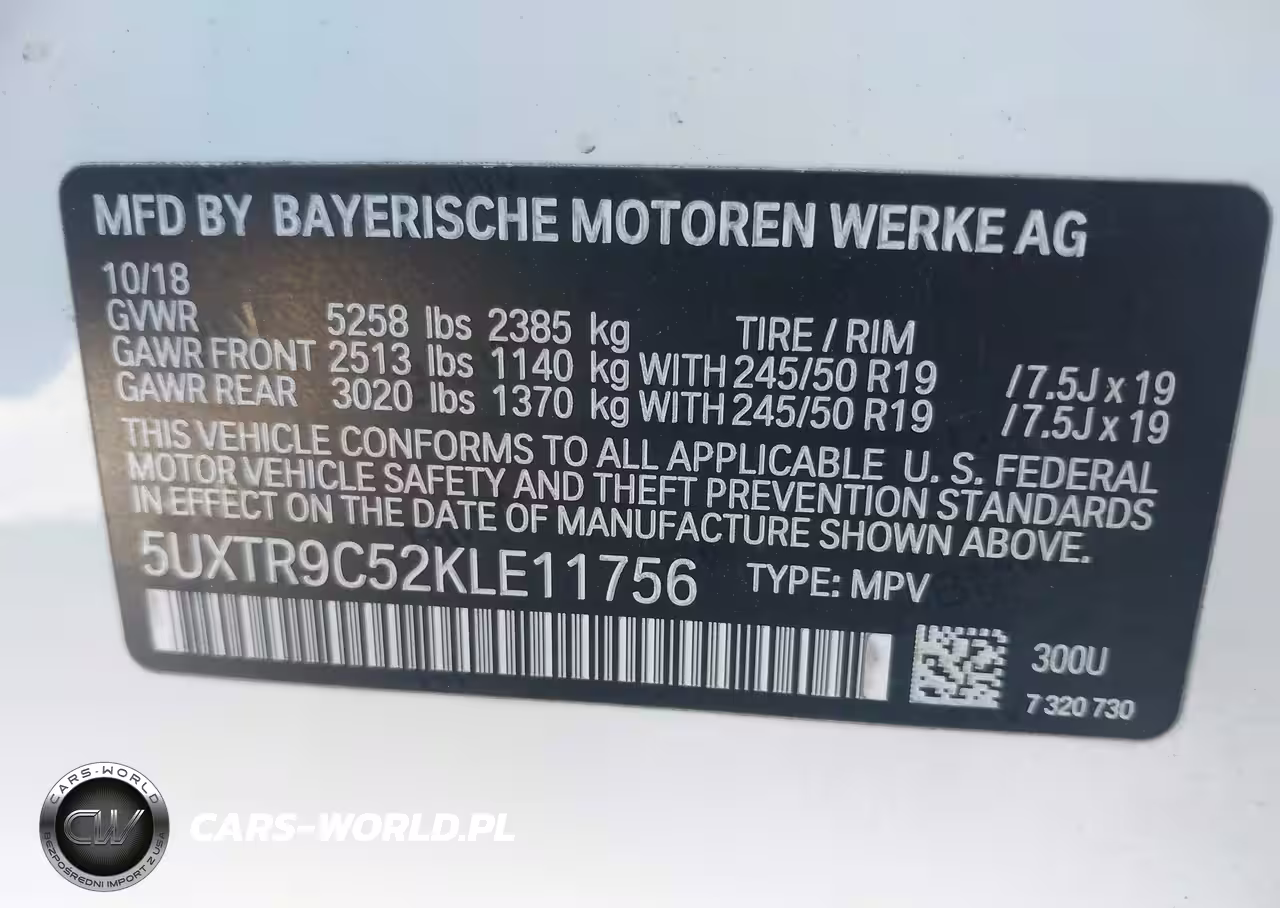 MFD BY BAYERISCHE MOTOREN WERKE AG
10/18
GVWR 5258 lbs 2385 kg TIRE / RIM
GAWR FRONT 2513 lbs 1140 kg WITH 245/50 R19 /7.5J x 19
GAWR REAR 3020 lbs 1370 kg WITH 245/50 R19 /7.5J x 19
THIS VEHICLE CONFORMS TO ALL APPLICABLE U. S. FEDERAL
MOTOR VEHICLE SAFETY AND THEFT PREVENTION STANDARDS
IN EFFECT ON THE DATE OF MANUFACTURE SHOWN ABOVE.
5UXTR9C52KLE11756 TYPE: MPV
300U
7 320 730
CARS-WORLD
CW
BEZPOŚREDNI IMPORT Z USA
CARS-WORLD.PL